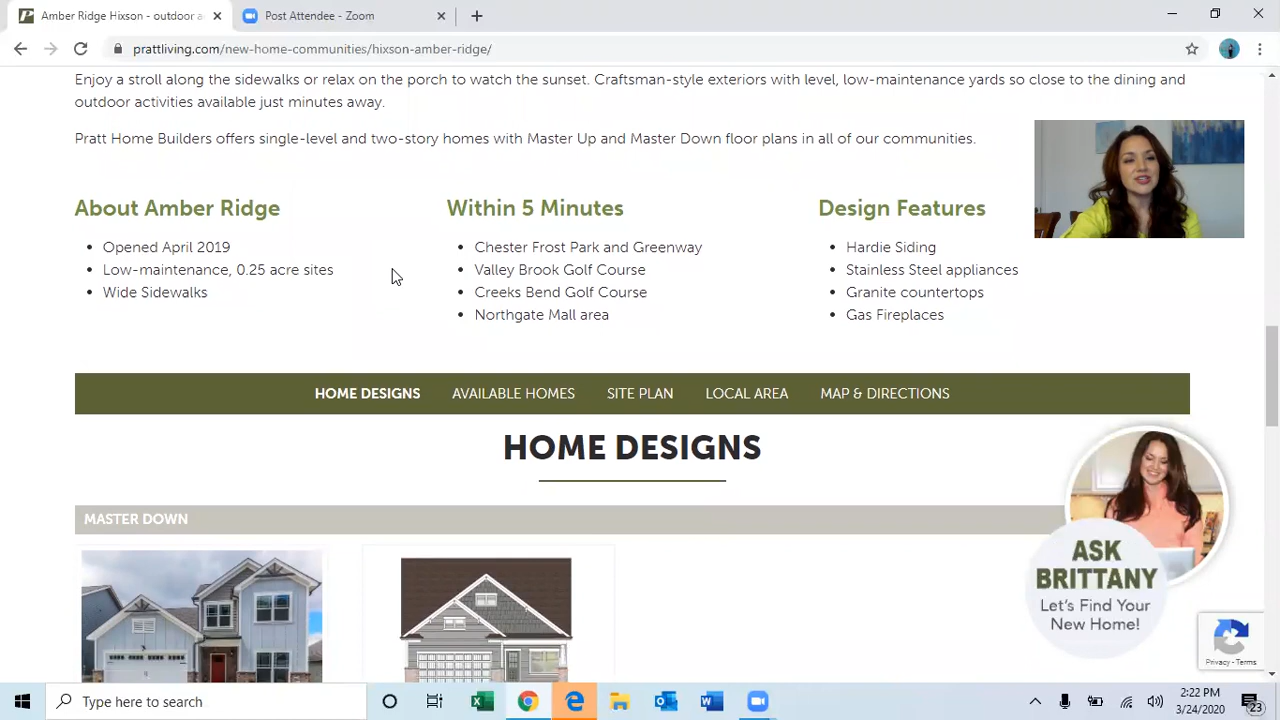 Amber Ridge Hixson - outdoor a
Post Attendee - Zoom
prattliving.com/new-home-communities/hixson-amber-ridge/
Enjoy a stroll along the sidewalks or relax on the porch to watch the sunset. Craftsman-style exteriors with level, low-maintenance yards so close to the dining and
outdoor activities available just minutes away.
Pratt Home Builders offers single-level and two-story homes with Master Up and Master Down floor plans in all of our communities.
About Amber Ridge
Opened April 2019
Low-maintenance, 0.25 acre sites
Wide Sidewalks
Within 5 Minutes
Chester Frost Park and Greenway
Valley Brook Golf Course
Creeks Bend Golf Course
Northgate Mall area
Design Features
Hardie Siding
Stainless Steel appliances
Granite countertops
Gas Fireplaces
HOME DESIGNS AVAILABLE HOMES SITE PLAN LOCAL AREA MAP & DIRECTIONS
HOME DESIGNS
MASTER DOWN
ASK
BRITTANY
Let's Find Your
New Home!
Privacy - Terms
Type here to search
2:22 PM
3/24/2020
23